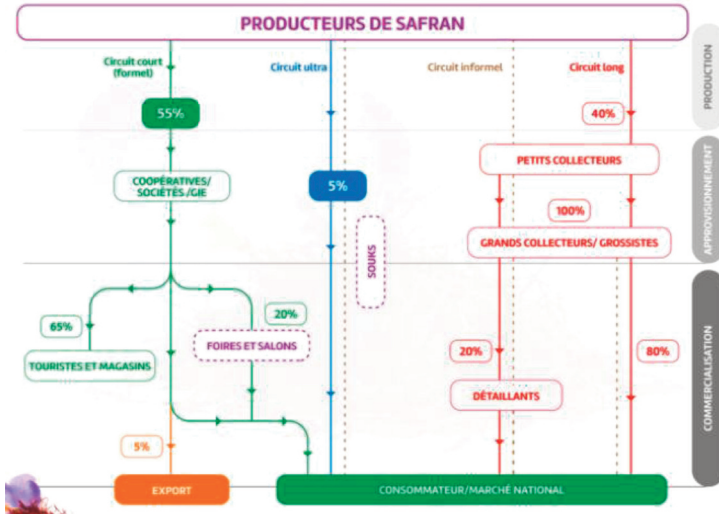 PRODUCTEURS DE SAFRAN
Circuit court
(formel)
Circuit ultra
Circuit informel
Circuit long
PRODUCTION
55%
40%
PETITS COLLECTEURS
COOPÉRATIVES/
SOCIÉTÉS /GIE
5%
APPROVISIONNEMENT
100%
SOUKS
GRANDS COLLECTEURS/ GROSSISTES
65%
20%
FOIRES ET SALONS
20%
80%
TOURISTES ET MAGASINS
DÉTAILLANTS
COMMERCIALISATION
5%
EXPORT
CONSOMMATEUR/MARCHÉ NATIONAL